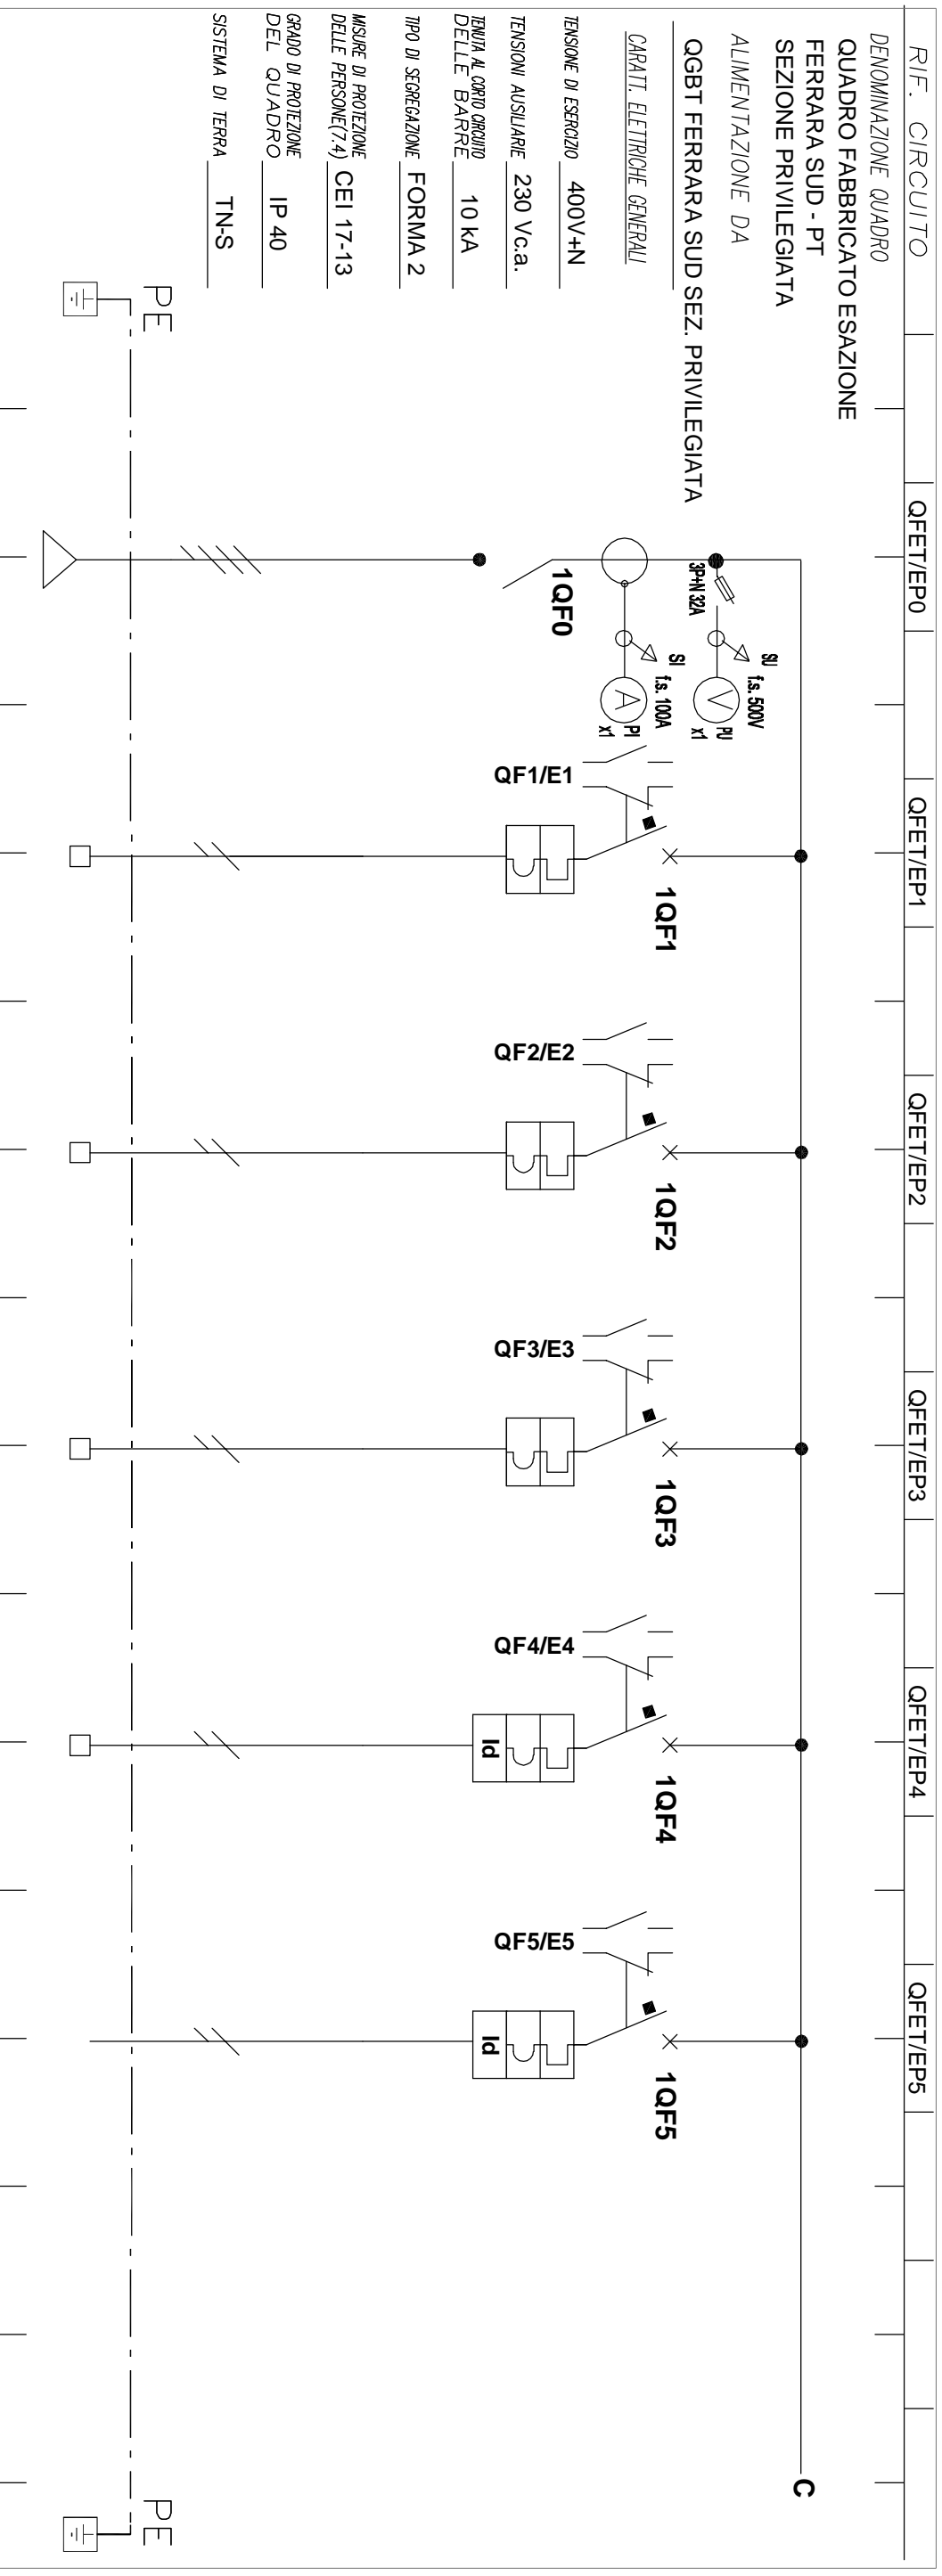 RIF. CIRCUITO
QFET/EP0
QFET/EP1
QFET/EP2
QFET/EP3
QFET/EP4
QFET/EP5
DENOMINAZIONE QUADRO
QUADRO FABBRICATO ESAZIONE
FERRARA SUD - PT
SEZIONE PRIVILEGIATA
ALIMENTAZIONE DA
QGBT FERRARA SUD SEZ. PRIVILEGIATA
CARATT. ELETTRICHE GENERALI
TENSIONE DI ESERCIZIO
400V+N
TENSIONI AUSILIARIE
230 Vc.a.
TENUTA AL CORTO CIRCUITO
DELLE BARRE
10 kA
TIPO DI SEGREGAZIONE
FORMA 2
MISURE DI PROTEZIONE
DELLE PERSONE(7.4)
CEI 17-13
GRADO DI PROTEZIONE
DEL QUADRO
IP 40
SISTEMA DI TERRA
TN-S
PE
3P+N 32A
SU
f.s. 500V
V
PU
x1
SI
f.s. 100A
A
PI
x1
1QF0
QF1/E1
1QF1
QF2/E2
1QF2
QF3/E3
1QF3
QF4/E4
1QF4
Id
QF5/E5
1QF5
Id
C
PE